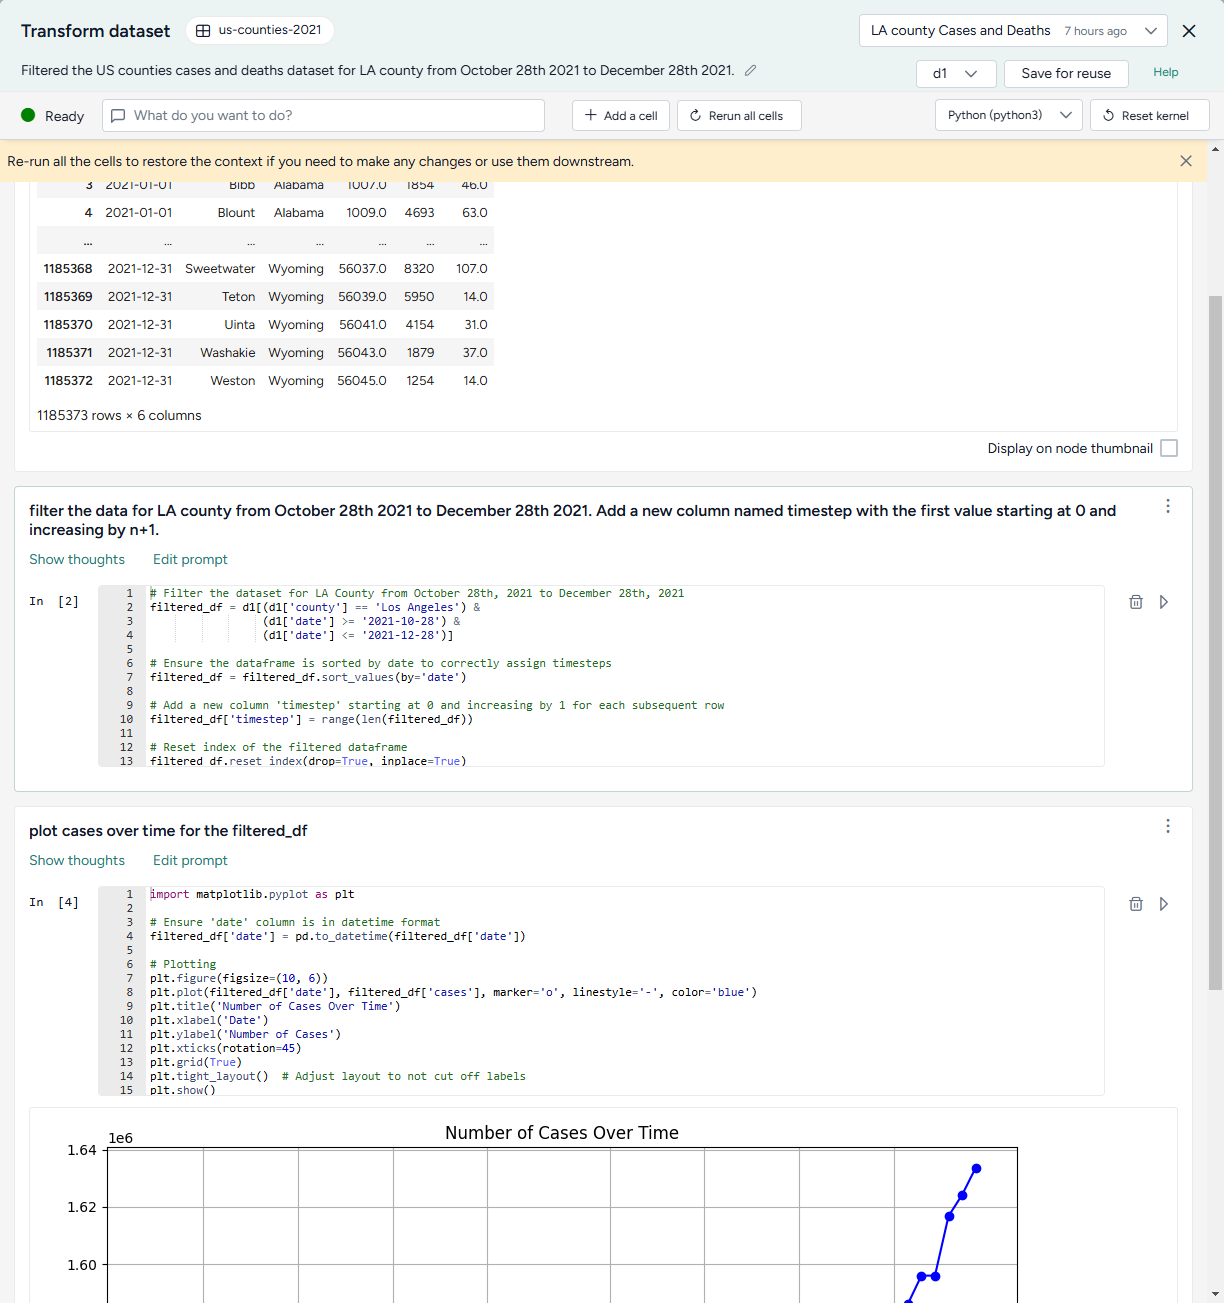 Transform dataset
us-counties-2021
LA county Cases and Deaths 7 hours ago
Filtered the US counties cases and deaths dataset for LA county from October 28th 2021 to December 28th 2021.
d1
Save for reuse
Help
Ready
What do you want to do?
Add a cell
Rerun all cells
Python (python3)
Reset kernel
Re-run all the cells to restore the context if you need to make any changes or use them downstream.
3 2021-01-01 Bibb Alabama 1007.0 1854 46.0
4 2021-01-01 Blount Alabama 1009.0 4693 63.0
... ... ... ... ... ... ...
1185368 2021-12-31 Sweetwater Wyoming 56037.0 8320 107.0
1185369 2021-12-31 Teton Wyoming 56039.0 5950 14.0
1185370 2021-12-31 Uinta Wyoming 56041.0 4154 31.0
1185371 2021-12-31 Washakie Wyoming 56043.0 1879 37.0
1185372 2021-12-31 Weston Wyoming 56045.0 1254 14.0
1185373 rows × 6 columns
Display on node thumbnail
filter the data for LA county from October 28th 2021 to December 28th 2021. Add a new column named timestep with the first value starting at 0 and
increasing by n+1.
Show thoughts Edit prompt
In [2]
1 # Filter the dataset for LA County from October 28th, 2021 to December 28th, 2021
2 filtered_df = d1[(d1['county'] == 'Los Angeles') &
3 (d1['date'] >= '2021-10-28') &
4 (d1['date'] <= '2021-12-28')]
5
6 # Ensure the dataframe is sorted by date to correctly assign timesteps
7 filtered_df = filtered_df.sort_values(by='date')
8
9 # Add a new column 'timestep' starting at 0 and increasing by 1 for each subsequent row
10 filtered_df['timestep'] = range(len(filtered_df))
11
12 # Reset index of the filtered dataframe
13 filtered_df.reset_index(drop=True, inplace=True)
plot cases over time for the filtered_df
Show thoughts Edit prompt
In [4]
1 import matplotlib.pyplot as plt
2
3 # Ensure 'date' column is in datetime format
4 filtered_df['date'] = pd.to_datetime(filtered_df['date'])
5
6 # Plotting
7 plt.figure(figsize=(10, 6))
8 plt.plot(filtered_df['date'], filtered_df['cases'], marker='o', linestyle='-', color='blue')
9 plt.title('Number of Cases Over Time')
10 plt.xlabel('Date')
11 plt.ylabel('Number of Cases')
12 plt.xticks(rotation=45)
13 plt.grid(True)
14 plt.tight_layout() # Adjust layout to not cut off labels
15 plt.show()
Number of Cases Over Time
1e6
1.64
1.62
1.60